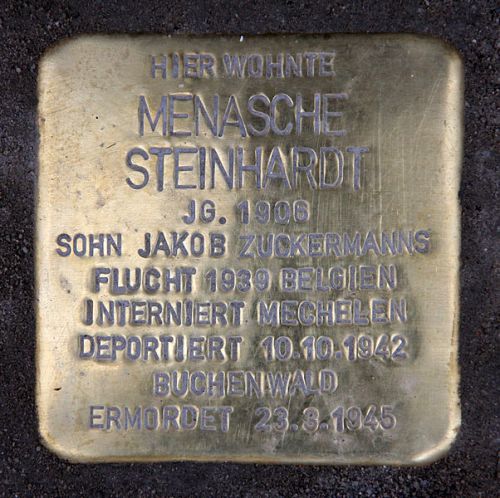 HIER WOHNTE
MENASCHE
STEINHARDT
JG. 1906
SOHN JAKOB ZUCKERMANNS
FLUCHT 1939 BELGIEN
INTERNIERT MECHELEN
DEPORTIERT 10.10.1942
BUCHENWALD
ERMORDET 23.3.1945